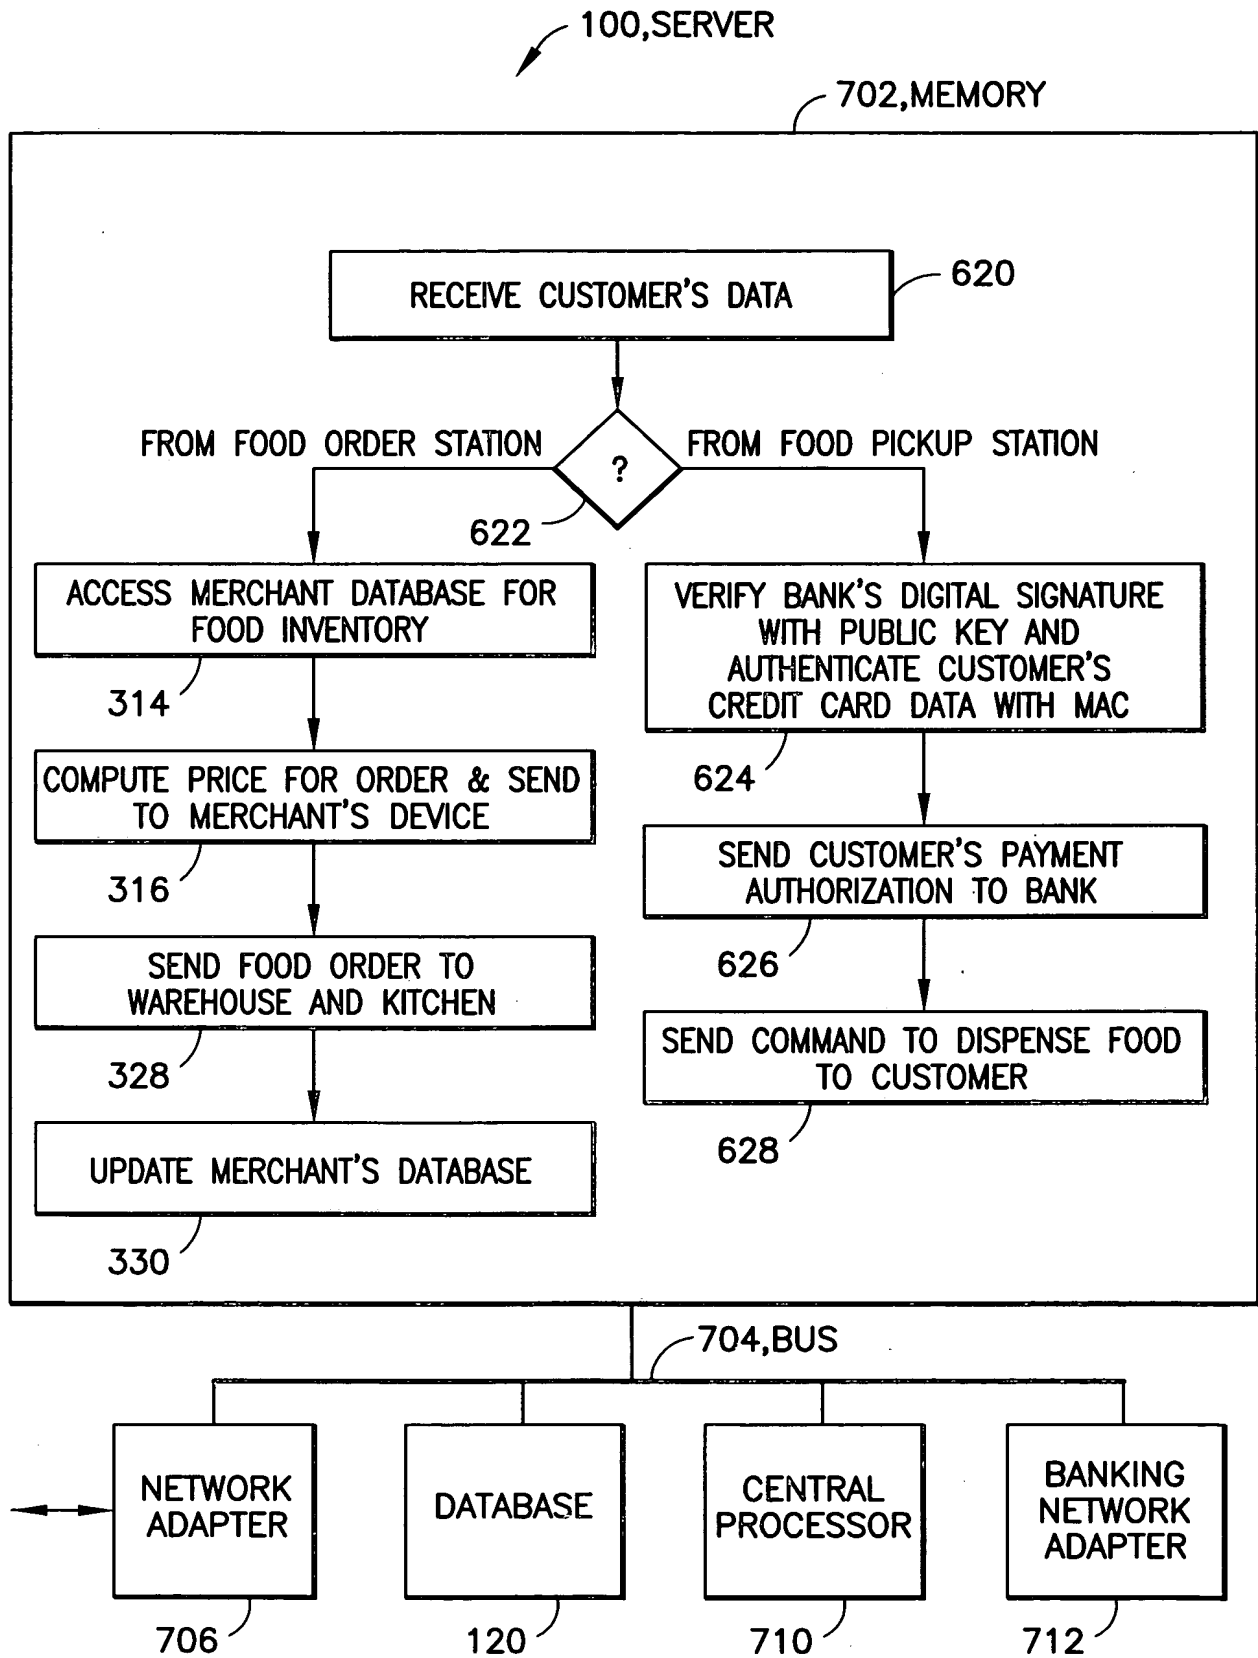 100,SERVER
702,MEMORY
RECEIVE CUSTOMER'S DATA
620
FROM FOOD ORDER STATION
?
FROM FOOD PICKUP STATION
622
ACCESS MERCHANT DATABASE FOR
FOOD INVENTORY
314
COMPUTE PRICE FOR ORDER & SEND
TO MERCHANT'S DEVICE
316
SEND FOOD ORDER TO
WAREHOUSE AND KITCHEN
328
UPDATE MERCHANT'S DATABASE
330
VERIFY BANK'S DIGITAL SIGNATURE
WITH PUBLIC KEY AND
AUTHENTICATE CUSTOMER'S
CREDIT CARD DATA WITH MAC
624
SEND CUSTOMER'S PAYMENT
AUTHORIZATION TO BANK
626
SEND COMMAND TO DISPENSE FOOD
TO CUSTOMER
628
704,BUS
NETWORK
ADAPTER
706
DATABASE
120
CENTRAL
PROCESSOR
710
BANKING
NETWORK
ADAPTER
712